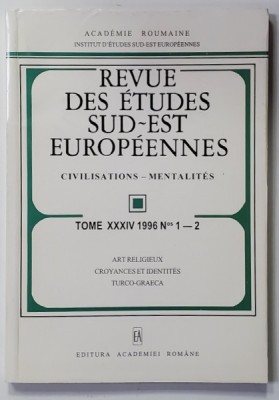 ACADÉMIE ROUMAINE
INSTITUT D'ÉTUDES SUD-EST EUROPÉENNES
REVUE
DES ÉTUDES
SUD-EST
EUROPÉENNES
CIVILISATIONS – MENTALITÉS
TOME XXXIV 1996 Nos 1 — 2
ART RELIGIEUX
CROYANCES ET IDENTITÉS
TURCO-GRAECA
EA
EDITURA ACADEMIEI ROMÂNE